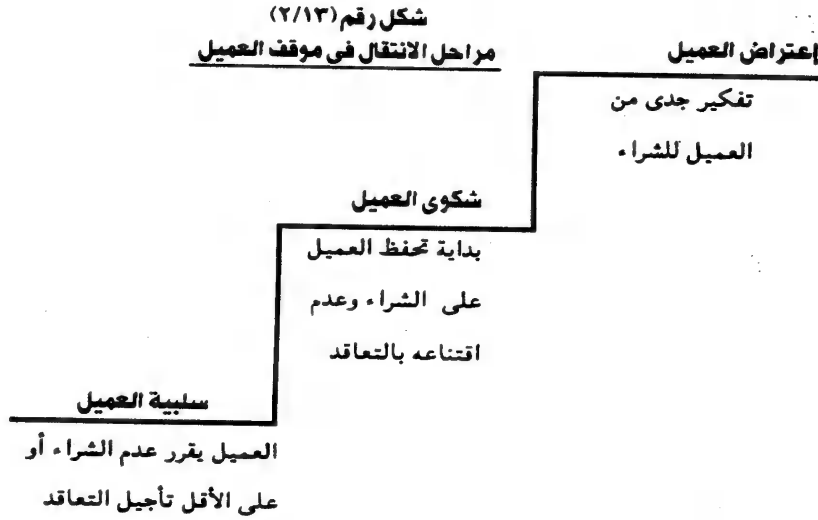 شكل رقم (٢/١٣)
مراحل الانتقال فى موقف العميل
إعتراض العميل
تفكير جدى من
العميل للشراء
شكوى العميل
بداية تحفظ العميل
على الشراء وعدم
اقتناعه بالتعاقد
سلبية العميل
العميل يقرر عدم الشراء أو
على الأقل تأجيل التعاقد